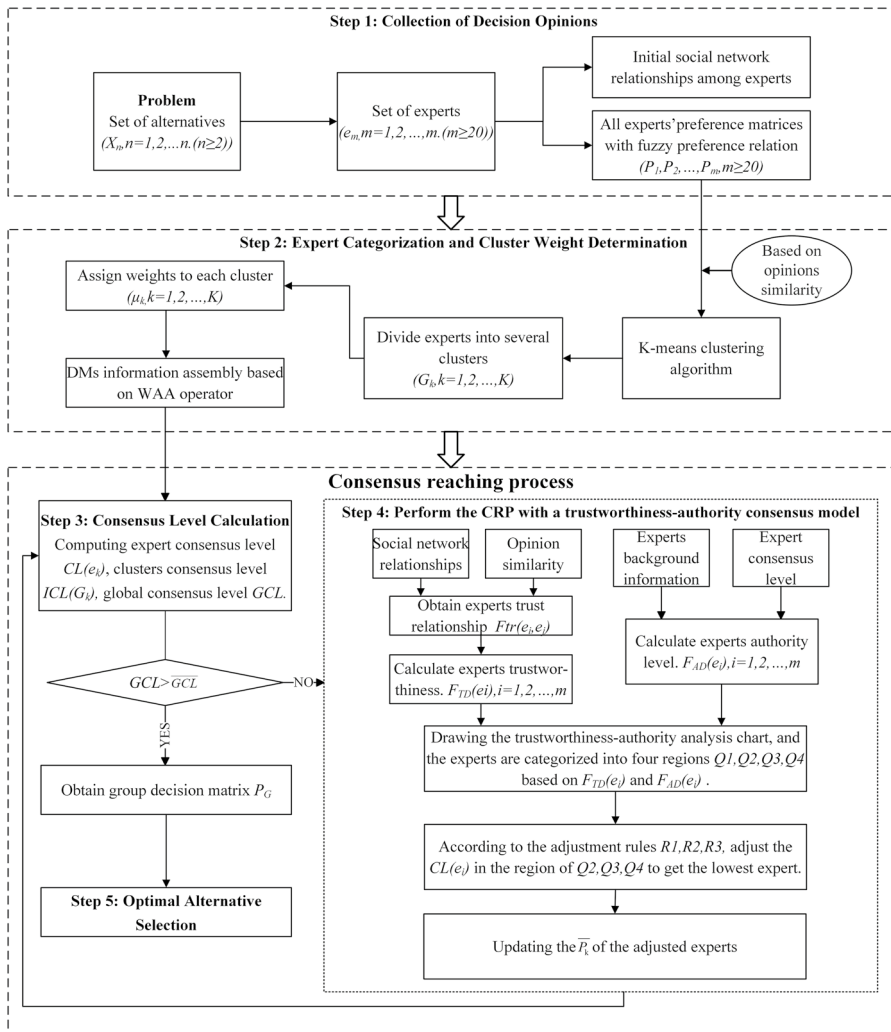 Step 1: Collection of Decision Opinions
Problem
Set of alternatives
(Xn,n=1,2,...n.(n≥2))
Set of experts
(em,m=1,2,...,m.(m≥20))
Initial social network
relationships among experts
All experts'preference matrices
with fuzzy preference relation
(P1,P2,...,Pm,m≥20)
Step 2: Expert Categorization and Cluster Weight Determination
Based on
opinions
similarity
Assign weights to each cluster
(μk,k=1,2,...,K)
K-means clustering
algorithm
Divide experts into several
clusters
(Gk,k=1,2,...,K)
DMs information assembly based
on WAA operator
Consensus reaching process
Step 3: Consensus Level Calculation
Computing expert consensus level
CL(ek), clusters consensus level
ICL(Gk), global consensus level GCL.
GCL>G̅C̅L̅
NO
YES
Obtain group decision matrix PG
Step 5: Optimal Alternative
Selection
Step 4: Perform the CRP with a trustworthiness-authority consensus model
Social network
relationships
Opinion
similarity
Experts
background
information
Expert
consensus
level
Obtain experts trust
relationship Ftr(ei,ej)
Calculate experts trustwor-
thiness. FTD(ei),i=1,2,...,m
Calculate experts authority
level. FAD(ei),i=1,2,...,m
Drawing the trustworthiness-authority analysis chart, and
the experts are categorized into four regions Q1,Q2,Q3,Q4
based on FTD(ei) and FAD(ei) .
According to the adjustment rules R1,R2,R3, adjust the
CL(ei) in the region of Q2,Q3,Q4 to get the lowest expert.
Updating the P̅k of the adjusted experts